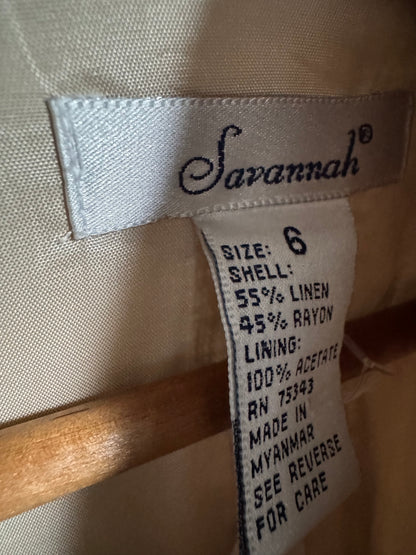 Savannah®
SIZE: 6
SHELL:
55% LINEN
45% RAYON
LINING:
100% ACETATE
RN 75343
MADE IN
MYANMAR
SEE REVERSE
FOR CARE